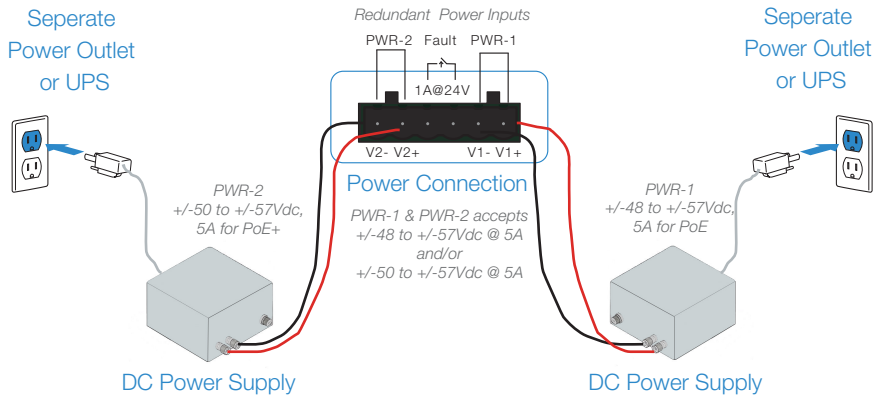 Seperate
Power Outlet
or UPS
Redundant Power Inputs
PWR-2 Fault PWR-1
1A@24V
V2- V2+ V1- V1+
Power Connection
PWR-1 & PWR-2 accepts
+/-48 to +/-57Vdc @ 5A
and/or
+/-50 to +/-57Vdc @ 5A
Seperate
Power Outlet
or UPS
PWR-2
+/-50 to +/-57Vdc,
5A for PoE+
PWR-1
+/-48 to +/-57Vdc,
5A for PoE
DC Power Supply
DC Power Supply